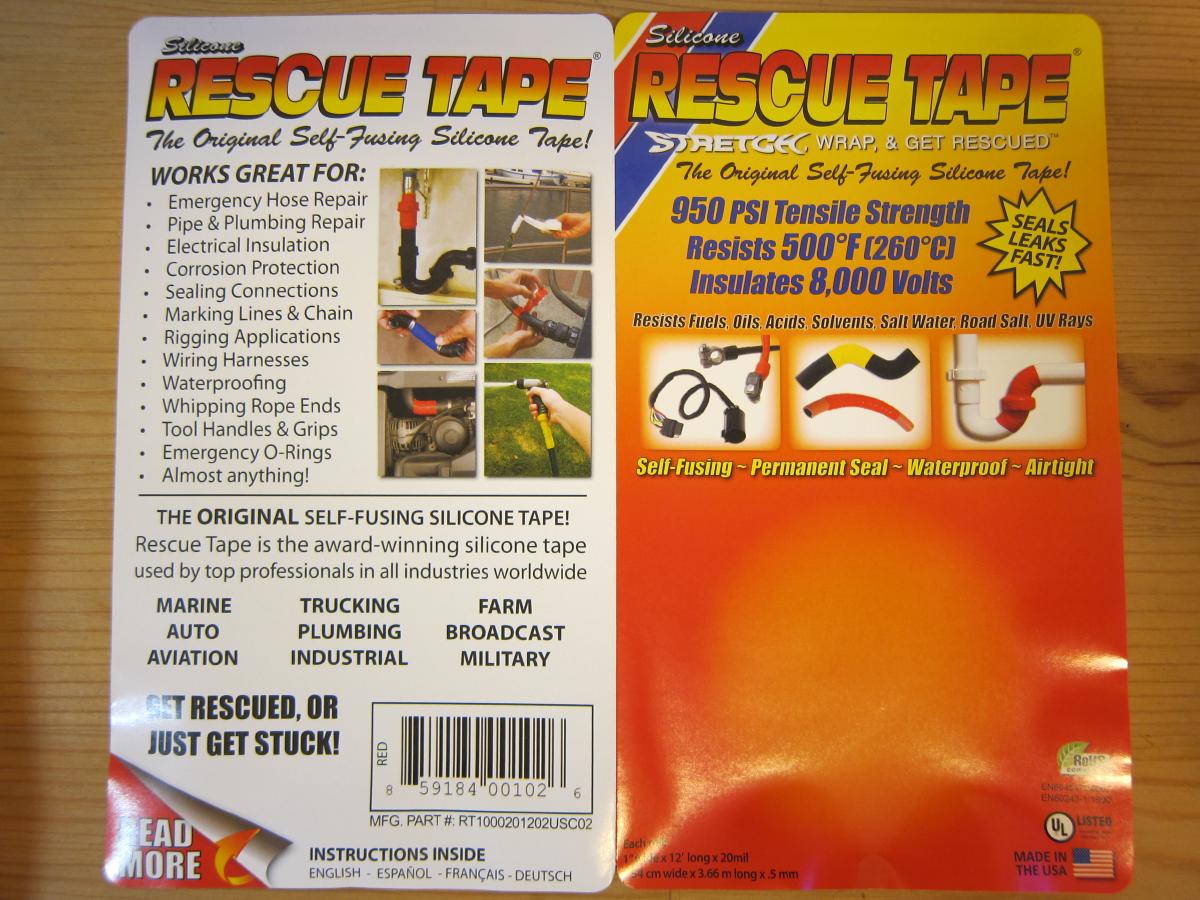 Silicone
RESCUE TAPE®
The Original Self-Fusing Silicone Tape!
WORKS GREAT FOR:
• Emergency Hose Repair
• Pipe & Plumbing Repair
• Electrical Insulation
• Corrosion Protection
• Sealing Connections
• Marking Lines & Chain
• Rigging Applications
• Wiring Harnesses
• Waterproofing
• Whipping Rope Ends
• Tool Handles & Grips
• Emergency O-Rings
• Almost anything!
THE ORIGINAL SELF-FUSING SILICONE TAPE!
Rescue Tape is the award-winning silicone tape
used by top professionals in all industries worldwide
MARINE TRUCKING FARM
AUTO PLUMBING BROADCAST
AVIATION INDUSTRIAL MILITARY
GET RESCUED, OR
JUST GET STUCK!
RED
8 59184 00102 6
MFG. PART #: RT1000201202USC02
READ
MORE
INSTRUCTIONS INSIDE
ENGLISH - ESPAÑOL - FRANÇAIS - DEUTSCH
Silicone
RESCUE TAPE®
STRETCH, WRAP, & GET RESCUED™
The Original Self-Fusing Silicone Tape!
950 PSI Tensile Strength
Resists 500°F (260°C)
Insulates 8,000 Volts
SEALS
LEAKS
FAST!
Resists Fuels, Oils, Acids, Solvents, Salt Water, Road Salt, UV Rays
Self-Fusing ~ Permanent Seal ~ Waterproof ~ Airtight
RoHS
UL LISTED
MADE IN
THE USA
Each
1" wide x 12' long x 20mil
cm wide x 3.66 m long x .5 mm